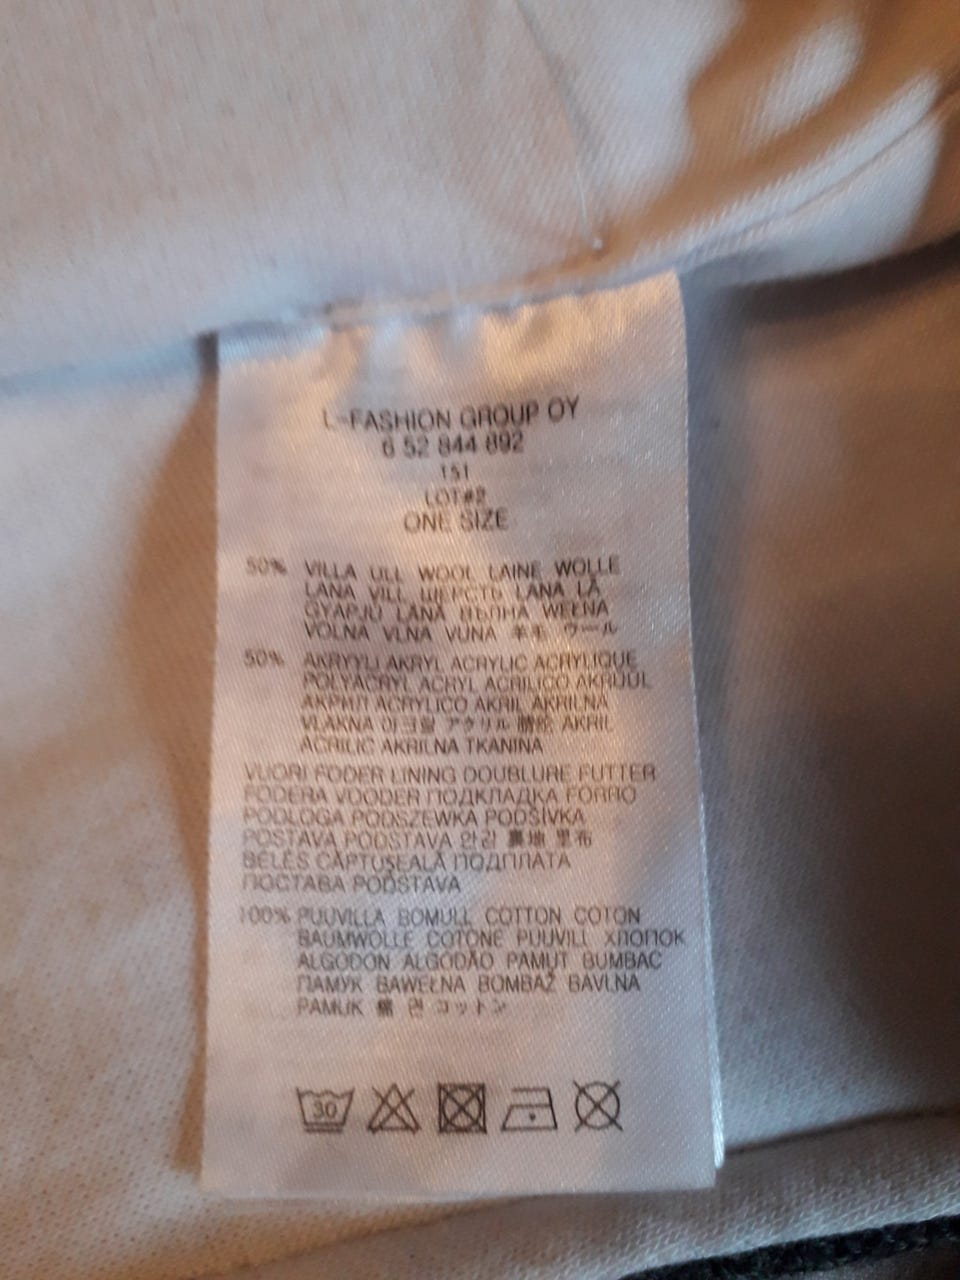 L-FASHION GROUP OY
6 52 844 892
151
LOT#2
ONE SIZE
50% VILLA ULL WOOL LAINE WOLLE
LANA VILL ШЕРСТЬ LANA LÃ
GYAPJÚ LÂNĂ ВЪЛНА WEŁNA
VOLNA VLNA VUNA 羊毛 ウール
50% AKRYYLI AKRYL ACRYLIC ACRYLIQUE
POLYACRYL ACRYL ACRILICO AKRÜÜL
АКРИЛ ACRYLICO AKRIL AKRILNA
VLAKNA 아크릴 アクリル 腈纶 AKRIL
ACRILIC AKRILNA TKANINA
VUORI FODER LINING DOUBLURE FUTTER
FODERA VOODER ПОДКЛАДКА FORRO
PODLOGA PODSZEWKA PODŠÍVKA
POSTAVA PODSTAVA 안감 裏地 里布
BÉLÉS CĂPTUŞEALĂ ПОДПЛАТА
ПОСТАВА PODSTAVA
100% PUUVILLA BOMULL COTTON COTON
BAUMWOLLE COTONE PUUVILL ХЛОПОК
ALGODON ALGODÃO PAMUT BUMBAC
ПАМУК BAWEŁNA BOMBAŽ BAVLNA
PAMUK 棉 면 コットン
30